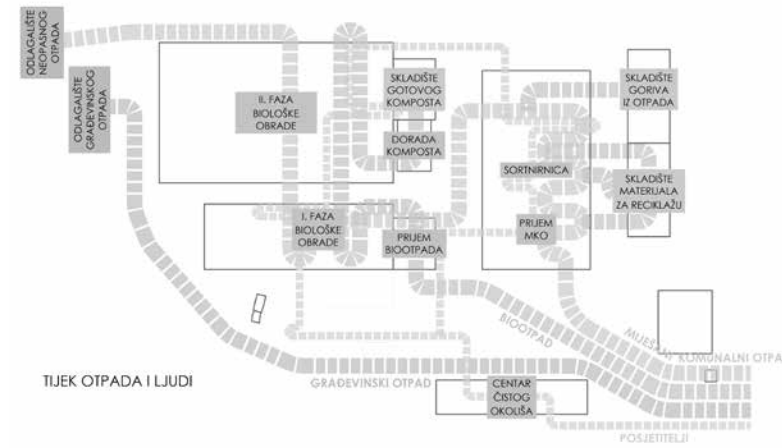 ODLAGALIŠTE
NEOPASNOG
OTPADA
ODLAGALIŠTE
GRAĐEVINSKOG
OTPADA
II. FAZA
BIOLOŠKE
OBRADE
SKLADIŠTE
GOTOVOG
KOMPOSTA
DORADA
KOMPOSTA
SKLADIŠTE
GORIVA
IZ OTPADA
SORTNIRNICA
SKLADIŠTE
MATERIJALA
ZA RECIKLAŽU
I. FAZA
BIOLOŠKE
OBRADE
PRIJEM
BIOOTPADA
PRIJEM
MKO
BIOOTPAD
MIJEŠANI KOMUNALNI OTPA
TIJEK OTPADA I LJUDI
GRAĐEVINSKI OTPAD
CENTAR
ČISTOG
OKOLIŠA
POSJETITELJI